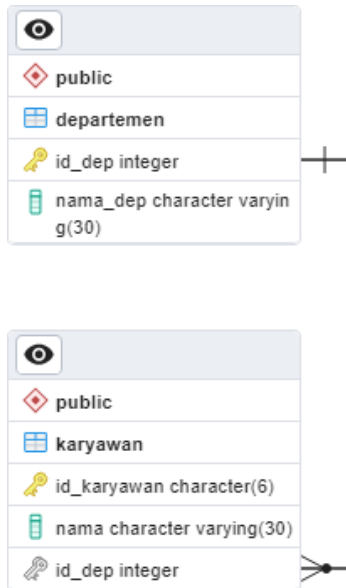 public
departemen
id_dep integer
nama_dep character varyin
g(30)
public
karyawan
id_karyawan character(6)
nama character varying(30)
id_dep integer